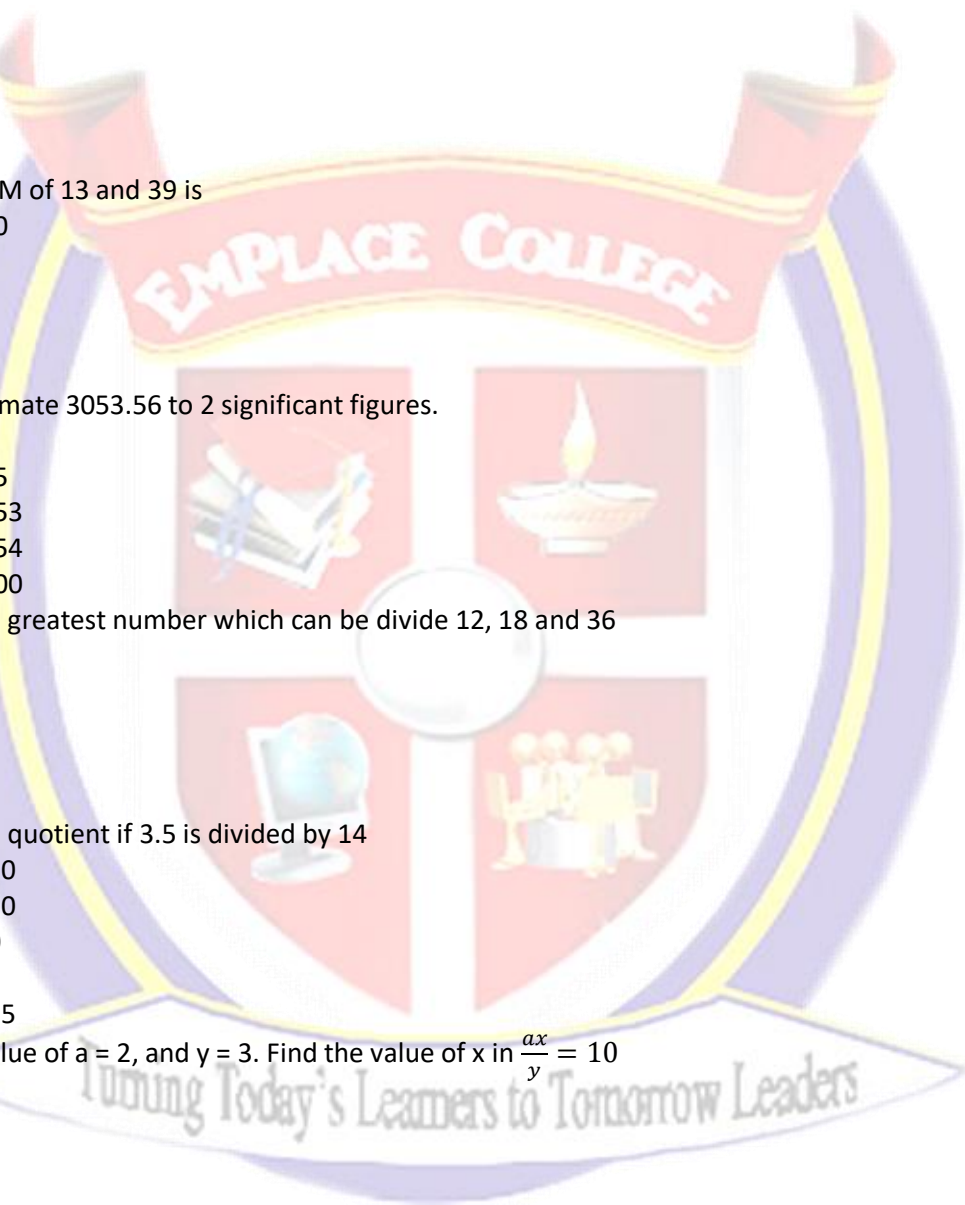 M of 13 and 39 is
0
EMPLACE COLLEGE
mate 3053.56 to 2 significant figures.
5
53
54
00
greatest number which can be divide 12, 18 and 36
quotient if 3.5 is divided by 14
0
0
5
lue of a = 2, and y = 3. Find the value of x in ax/y = 10
Turning Today's Learners to Tomorrow Leaders